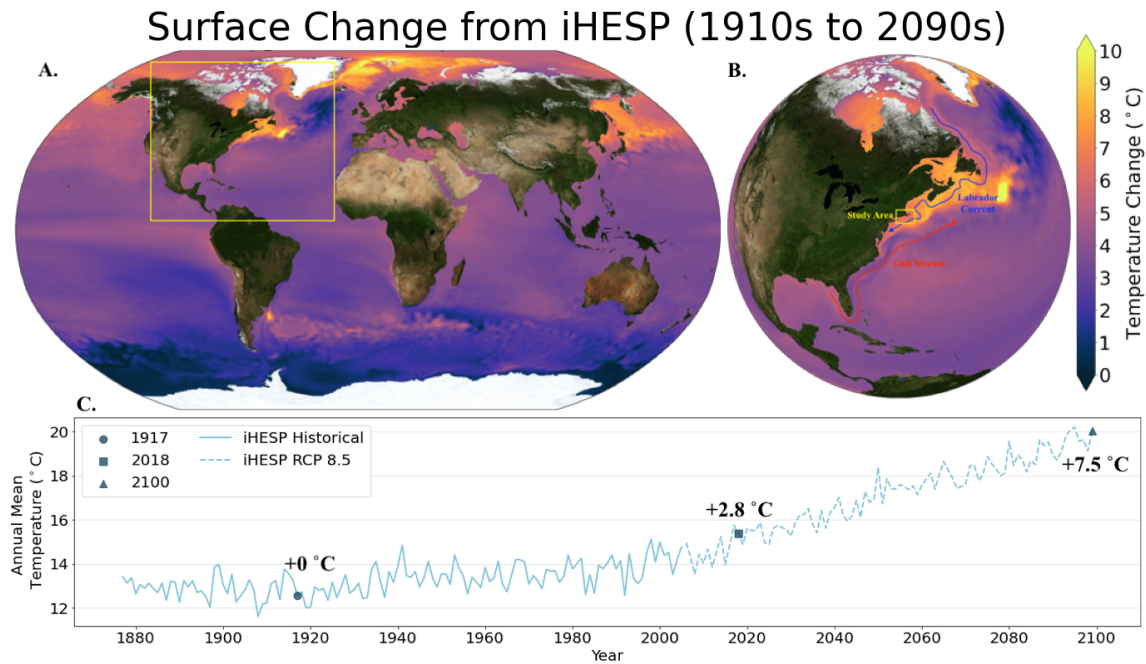 Surface Change from iHESP (1910s to 2090s)
A.
B.
Study Area
Labrador
Current
Gulf Stream
10
9
8
7
6
5
4
3
2
1
0
Temperature Change (°C)
C.
Annual Mean
Temperature (°C)
20
18
16
14
12
1917
2018
2100
iHESP Historical
iHESP RCP 8.5
+0 °C
+2.8 °C
+7.5 °C
1880
1900
1920
1940
1960
1980
2000
2020
2040
2060
2080
2100
Year